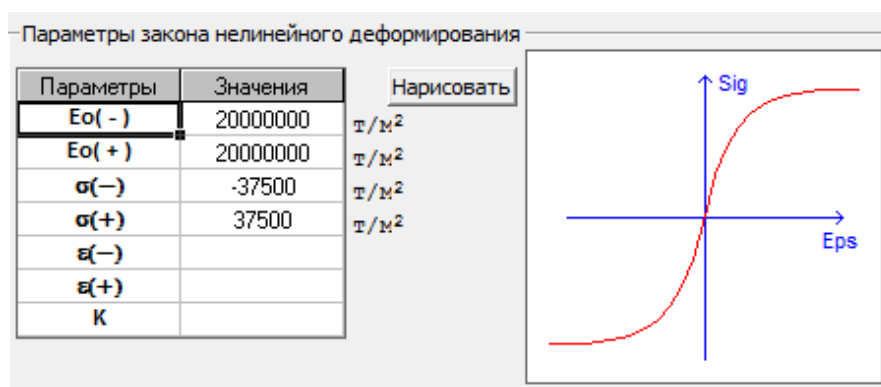 Параметры закона нелинейного деформирования
Параметры Значения Нарисовать
Eo( - ) 20000000 т/м²
Eo( + ) 20000000 т/м²
σ(−) -37500 т/м²
σ(+) 37500 т/м²
ε(−)
ε(+)
K
Sig
Eps